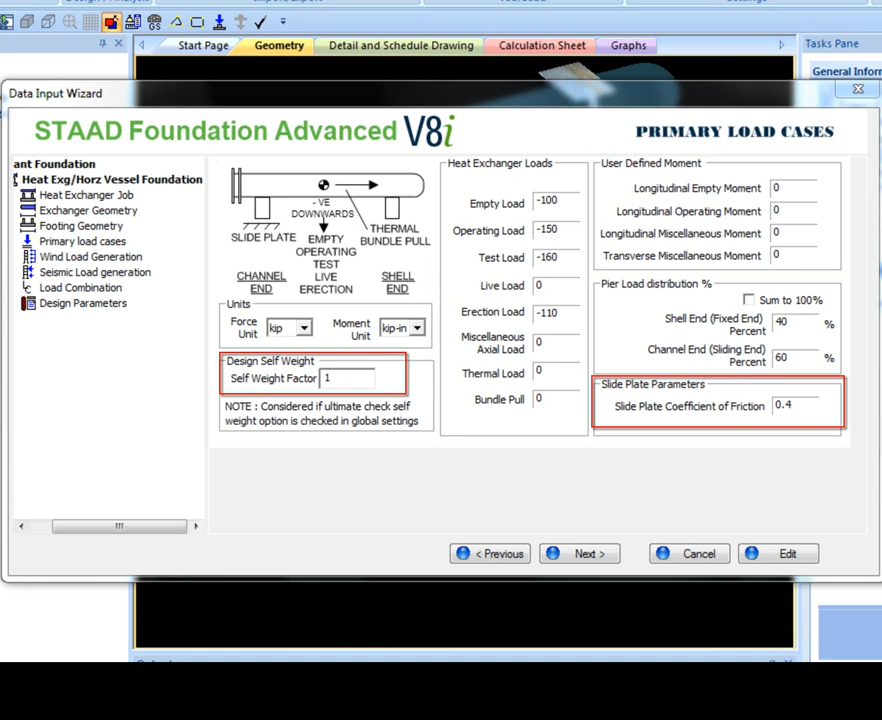 Start Page
Geometry
Detail and Schedule Drawing
Calculation Sheet
Graphs
Tasks Pane
General Inform
Data Input Wizard
STAAD Foundation Advanced V8i
PRIMARY LOAD CASES
ant Foundation
Heat Exg/Horz Vessel Foundation
Heat Exchanger Job
Exchanger Geometry
Footing Geometry
Primary load cases
Wind Load Generation
Seismic Load generation
Load Combination
Design Parameters
- VE
DOWNWARDS
SLIDE PLATE
EMPTY
OPERATING
TEST
LIVE
ERECTION
THERMAL
BUNDLE PULL
CHANNEL
END
SHELL
END
Units
Force
Unit
kip
Moment
Unit
kip-in
Design Self Weight
Self Weight Factor 1
NOTE : Considered if ultimate check self
weight option is checked in global settings
Heat Exchanger Loads
Empty Load -100
Operating Load -150
Test Load -160
Live Load 0
Erection Load -110
Miscellaneous
Axial Load 0
Thermal Load 0
Bundle Pull 0
User Defined Moment
Longitudinal Empty Moment 0
Longitudinal Operating Moment 0
Longitudinal Miscellaneous Moment 0
Transverse Miscellaneous Moment 0
Pier Load distribution %
Sum to 100%
Shell End (Fixed End)
Percent 40 %
Channel End (Sliding End)
Percent 60 %
Slide Plate Parameters
Slide Plate Coefficient of Friction 0.4
< Previous
Next >
Cancel
Edit